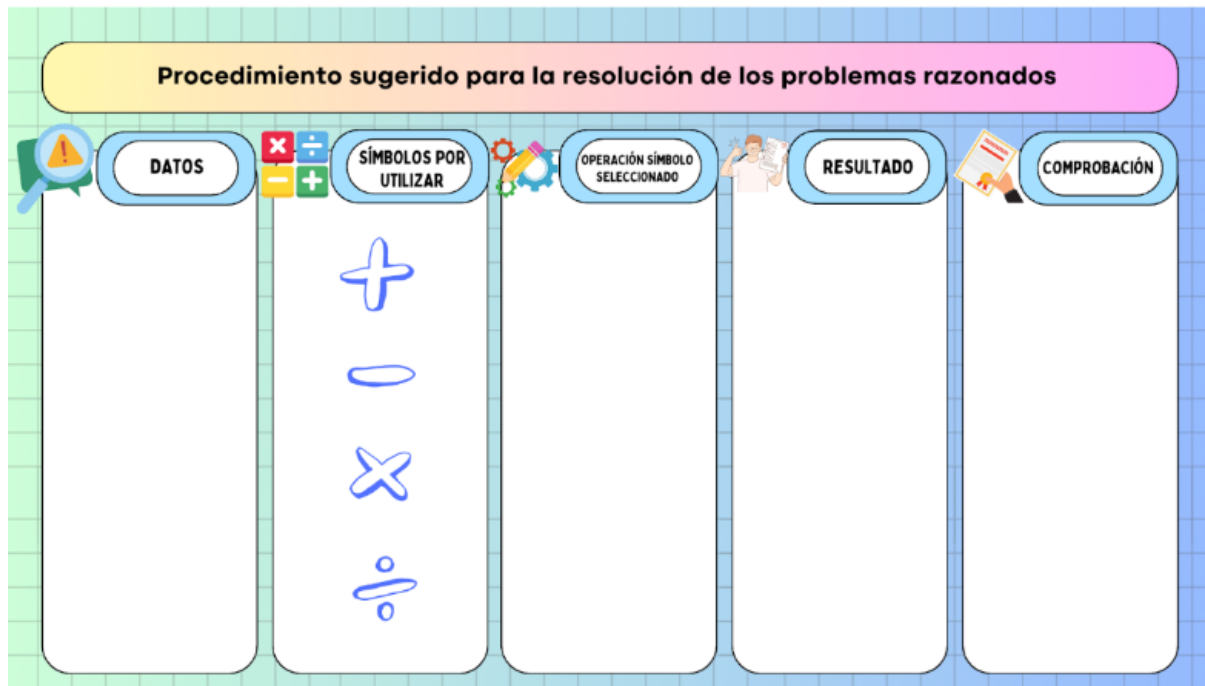 Procedimiento sugerido para la resolución de los problemas razonados
DATOS
SÍMBOLOS POR
UTILIZAR
OPERACIÓN SÍMBOLO
SELECCIONADO
RESULTADO
COMPROBACIÓN
+
−
×
÷